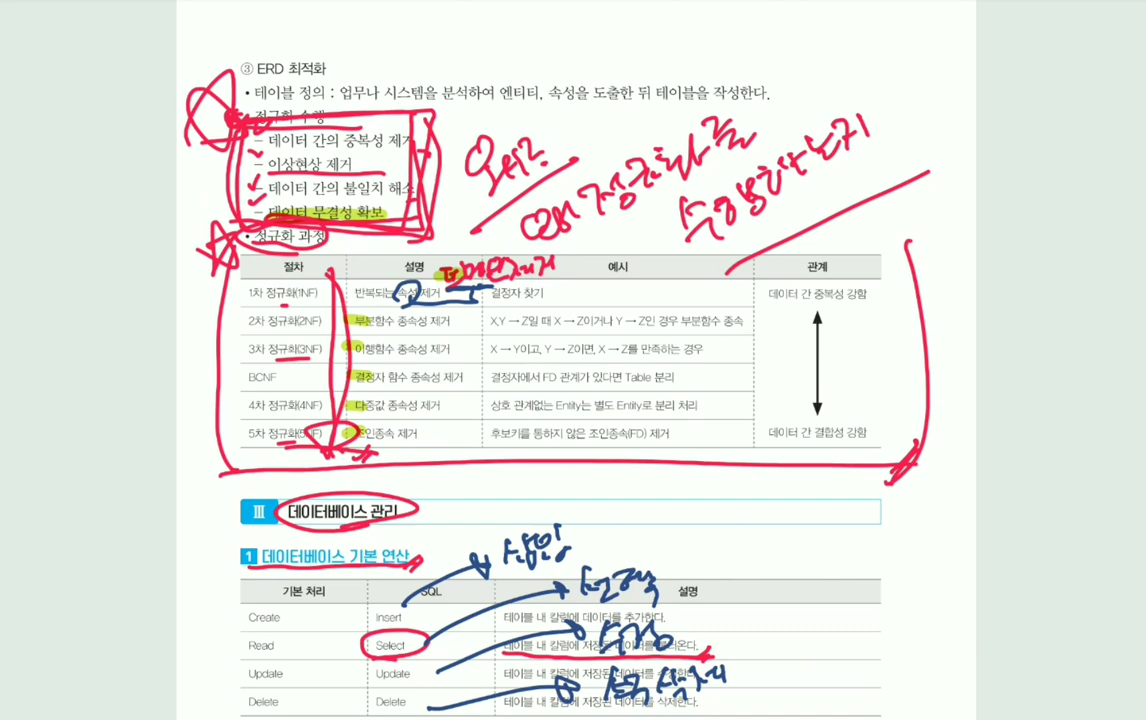 ③ ERD 최적화
• 테이블 정의 : 업무나 시스템을 분석하여 엔티티, 속성을 도출한 뒤 테이블을 작성한다.
정규화 수행
– 데이터 간의 중복성 제거
– 이상현상 제거
– 데이터 간의 불일치 해소
– 데이터 무결성 확보
• 정규화 과정
절차 설명 예시 관계
1차 정규화(1NF) 반복되는 속성 제거 결정자 찾기 데이터 간 중복성 강함
2차 정규화(2NF) 부분함수 종속성 제거 X,Y → Z일 때 X → Z이거나 Y → Z인 경우 부분함수 종속
3차 정규화(3NF) 이행함수 종속성 제거 X → Y이고, Y → Z이면, X → Z를 만족하는 경우
BCNF 결정자 함수 종속성 제거 결정자에서 FD 관계가 있다면 Table 분리
4차 정규화(4NF) 다중값 종속성 제거 상호 관계없는 Entity는 별도 Entity로 분리 처리
5차 정규화(5NF) 조인종속 제거 후보키를 통하지 않은 조인종속(FD) 제거 데이터 간 결합성 강함
Ⅲ 데이터베이스 관리
1 데이터베이스 기본 연산
삽입
기본 처리 SQL 설명
선택
Create Insert 테이블 내 칼럼에 데이터를 추가한다.
Read Select 테이블 내 칼럼에 저장된 데이터를 불러온다.
수정
Update Update 테이블 내 칼럼에 저장된 데이터를 수정한다.
삭제
Delete Delete 테이블 내 칼럼에 저장된 데이터를 삭제한다.